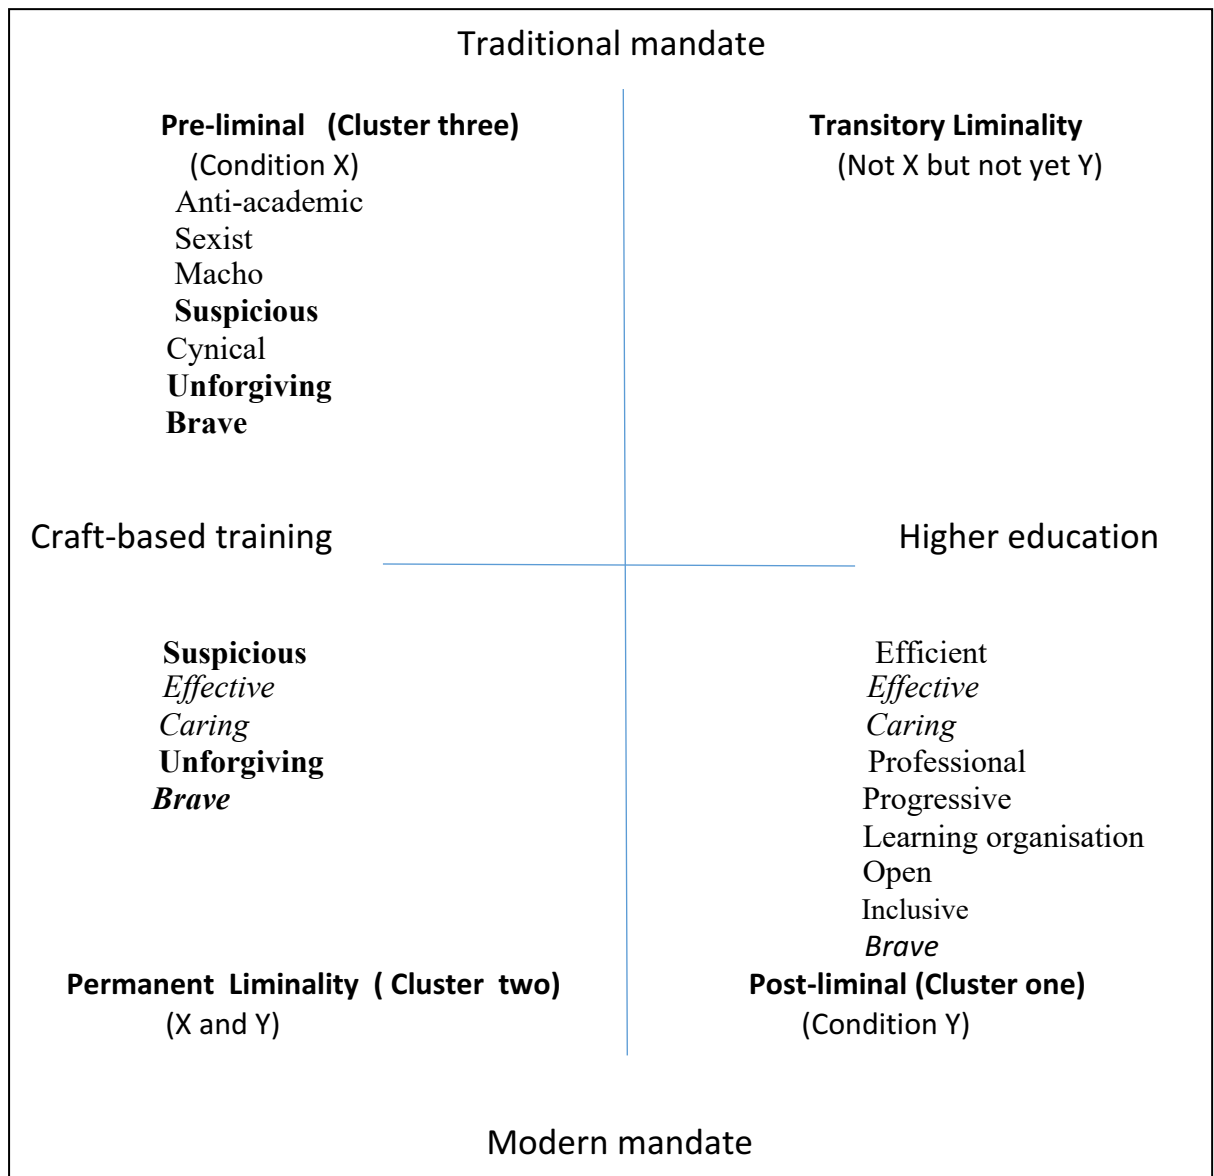 Traditional mandate
Pre-liminal (Cluster three)
(Condition X)
Anti-academic
Sexist
Macho
Suspicious
Cynical
Unforgiving
Brave
Transitory Liminality
(Not X but not yet Y)
Craft-based training
Higher education
Suspicious
Effective
Caring
Unforgiving
Brave
Permanent Liminality ( Cluster two)
(X and Y)
Efficient
Effective
Caring
Professional
Progressive
Learning organisation
Open
Inclusive
Brave
Post-liminal (Cluster one)
(Condition Y)
Modern mandate